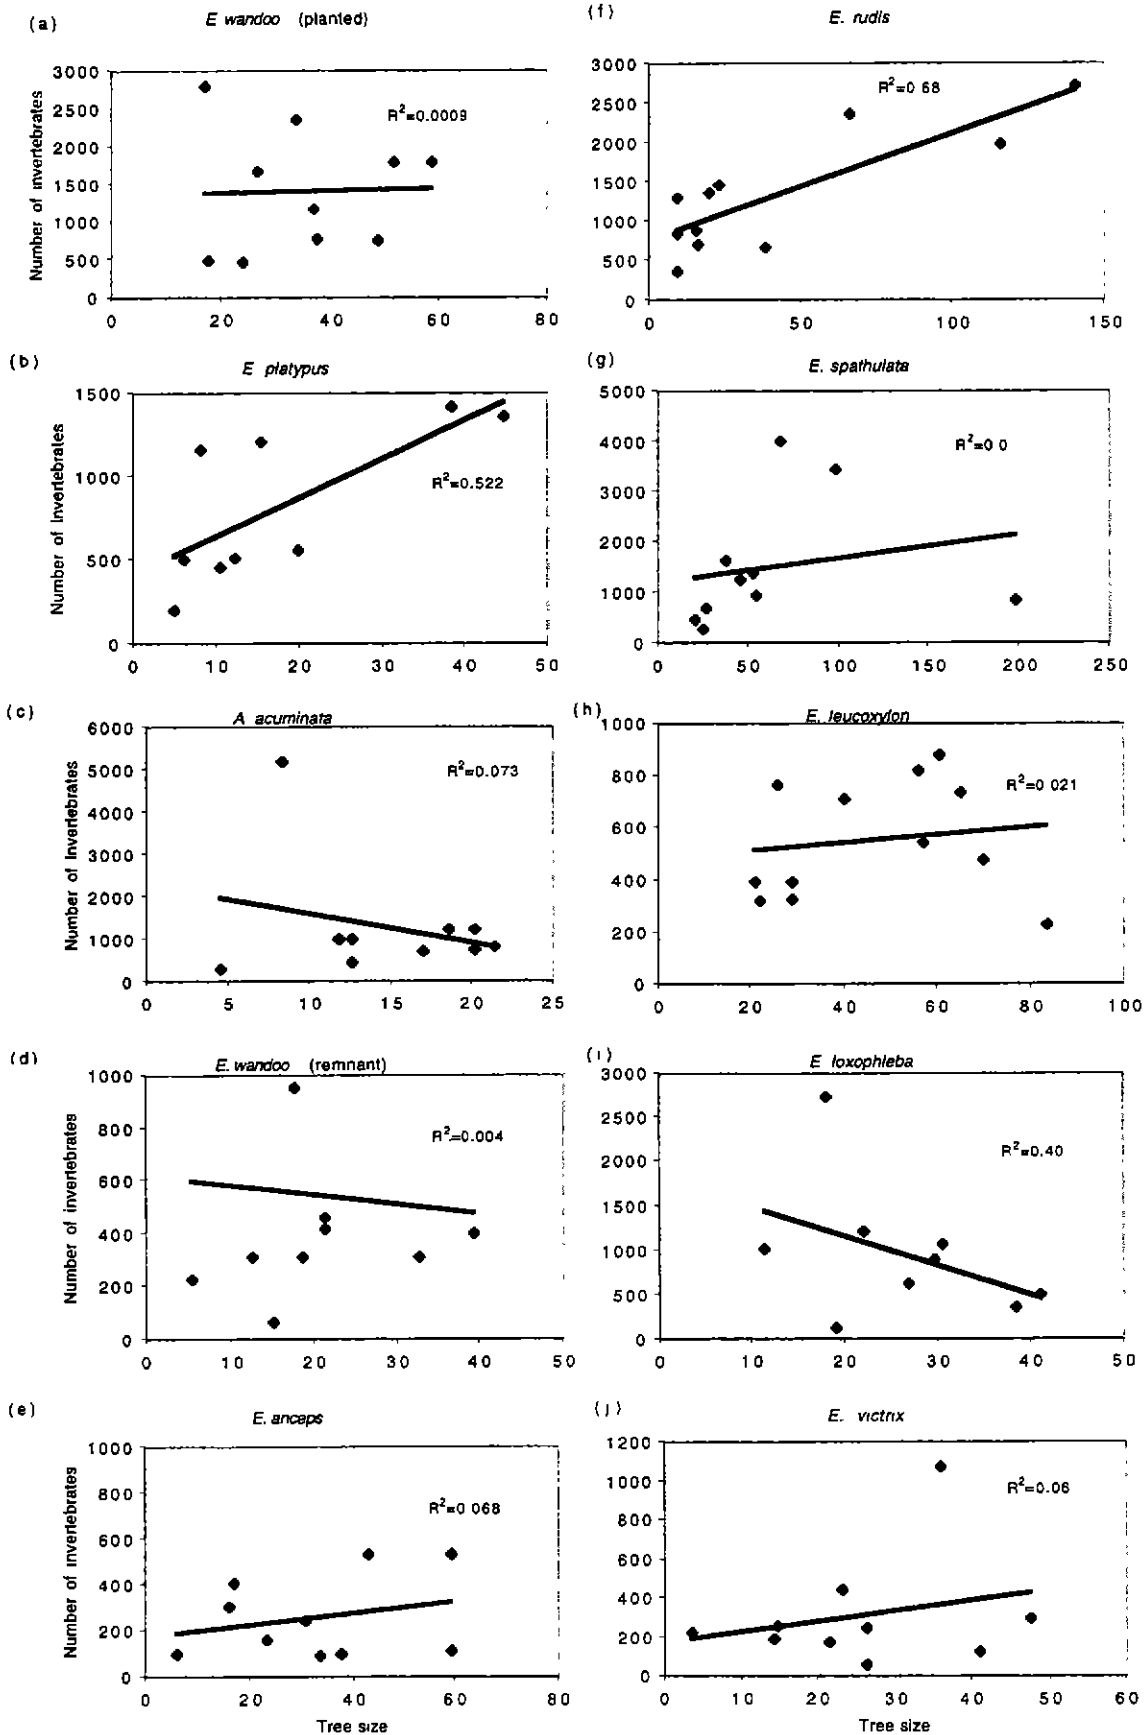 (a) E wandoo (planted)
Number of invertebrates
3000
2500
2000
1500
1000
500
0
R²=0.0009
0 20 40 60 80
(f) E. rudis
3000
2500
2000
1500
1000
500
0
R²=0 68
0 50 100 150
(b) E platypus
Number of Invertebrates
1500
1000
500
0
R²=0.522
0 10 20 30 40 50
(g) E. spathulata
5000
4000
3000
2000
1000
0
R²=0 0
0 50 100 150 200 250
(c) A acuminata
Number of Invertebrates
6000
5000
4000
3000
2000
1000
0
R²=0.073
0 5 10 15 20 25
(h) E. leucoxylon
1000
800
600
400
200
0
R²=0 021
0 20 40 60 80 100
(d) E. wandoo (remnant)
Number of invertebrates
1000
800
600
400
200
0
R²=0.004
0 10 20 30 40 50
(i) E loxophleba
3000
2500
2000
1500
1000
500
0
R²=0.40
0 10 20 30 40 50
(e) E. anceps
Number of invertebrates
1000
800
600
400
200
0
R²=0 068
0 20 40 60 80
Tree size
(j) E. victrix
1200
1000
800
600
400
200
0
R²=0.06
0 10 20 30 40 50 60
Tree size